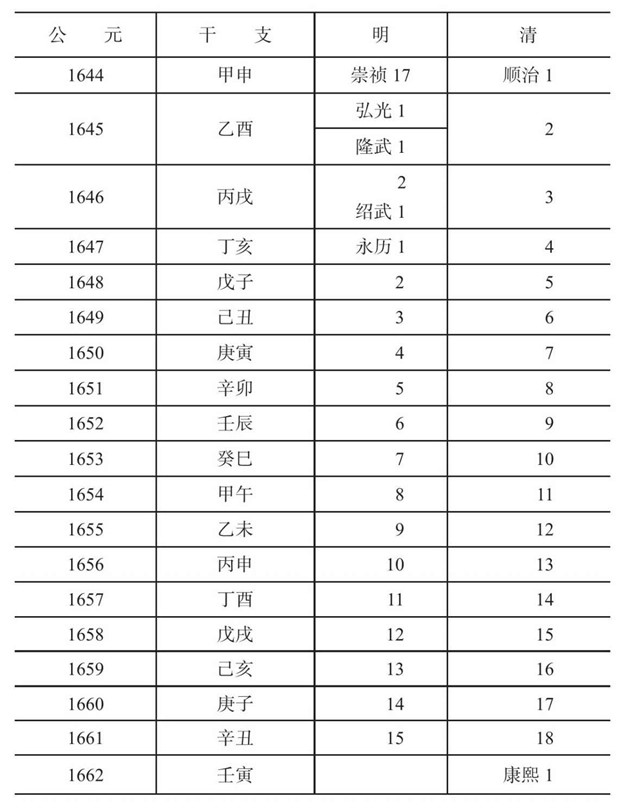 公 元 干 支 明 清
1644 甲申 崇祯 17 顺治 1
1645 乙酉 弘光 1 2
隆武 1
1646 丙戌 2 3
绍武 1
1647 丁亥 永历 1 4
1648 戊子 2 5
1649 己丑 3 6
1650 庚寅 4 7
1651 辛卯 5 8
1652 壬辰 6 9
1653 癸巳 7 10
1654 甲午 8 11
1655 乙未 9 12
1656 丙申 10 13
1657 丁酉 11 14
1658 戊戌 12 15
1659 己亥 13 16
1660 庚子 14 17
1661 辛丑 15 18
1662 壬寅 康熙 1